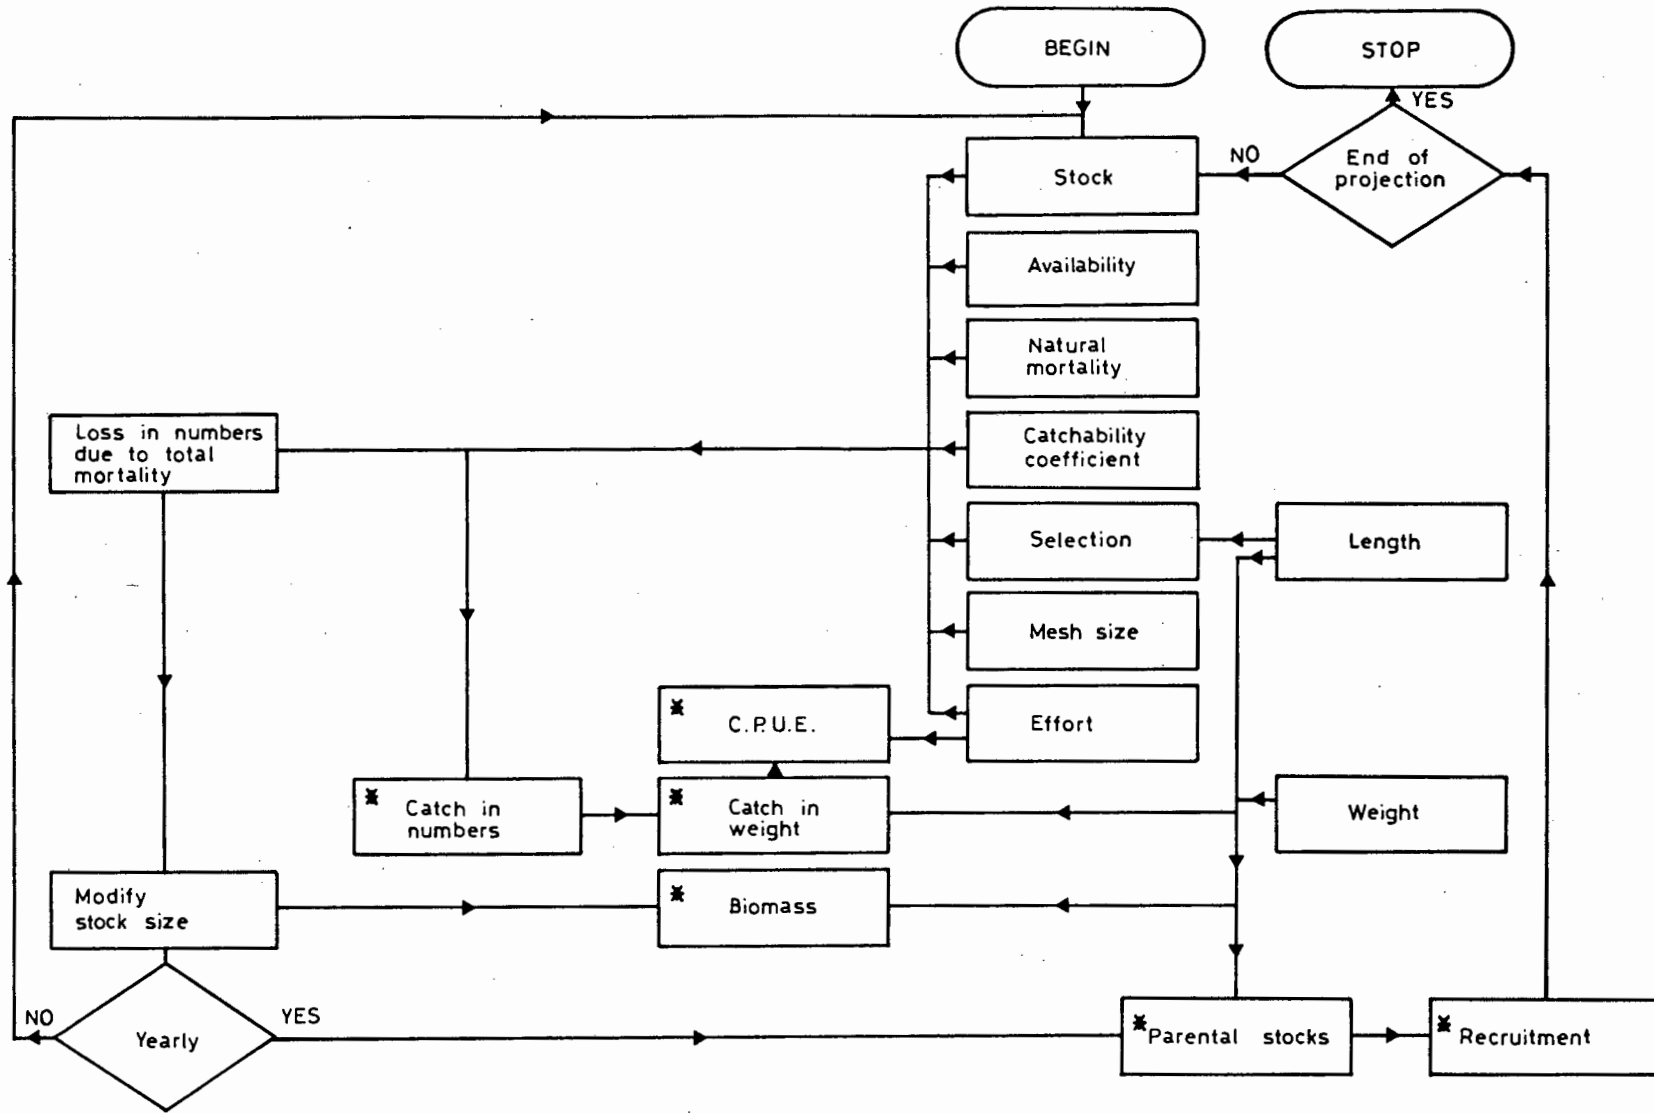 BEGIN
STOP
YES
NO
End of
projection
Stock
Availability
Natural
mortality
Loss in numbers
due to total
mortality
Catchability
coefficient
Selection
Length
Mesh size
* C.P.U.E.
Effort
* Catch in
numbers
* Catch in
weight
Weight
Modify
stock size
* Biomass
NO
YES
Yearly
* Parental stocks
* Recruitment